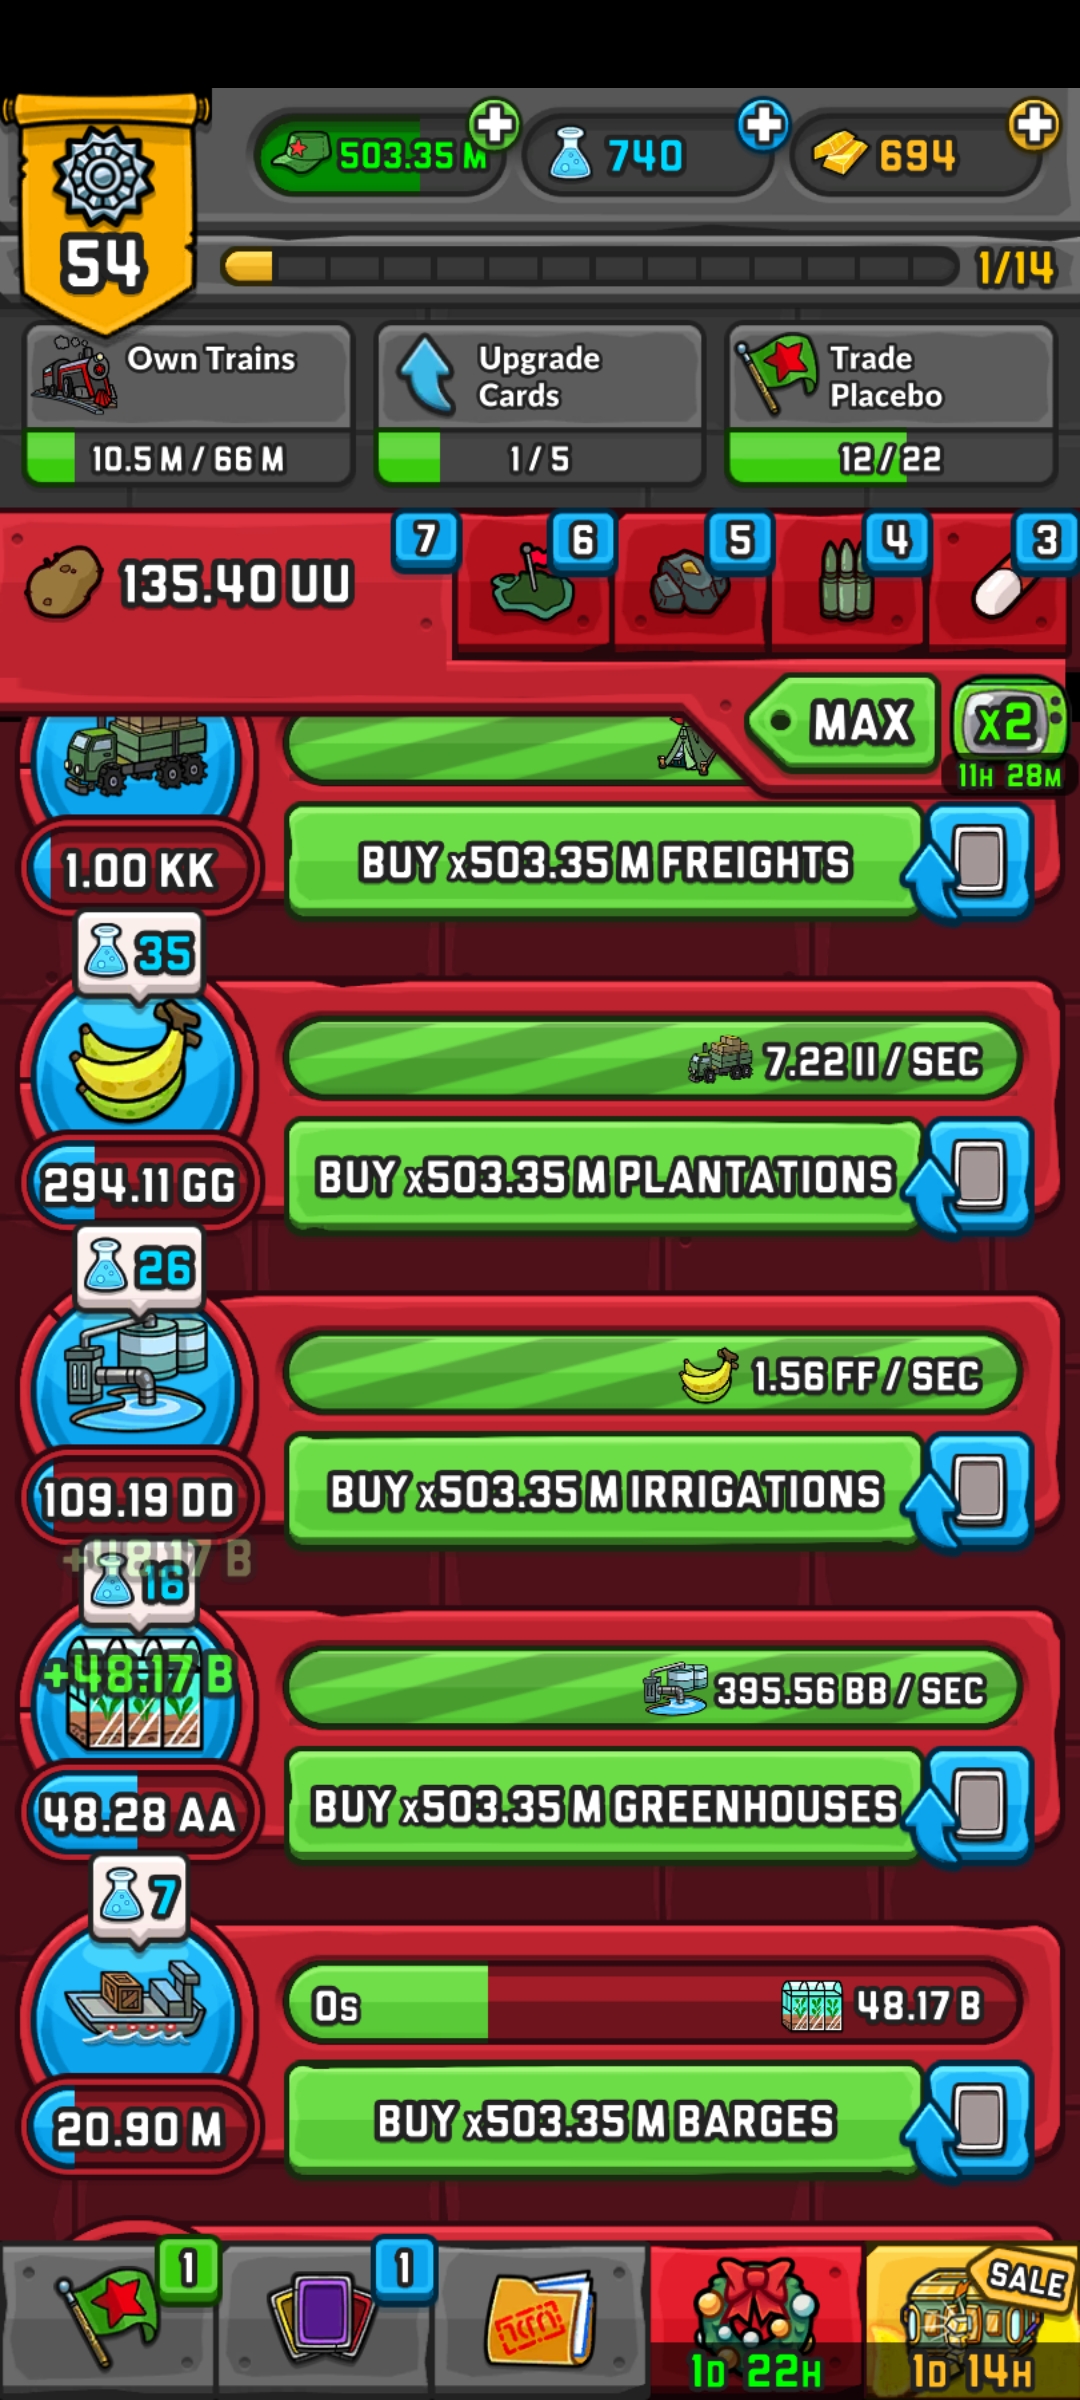 503.35 M
740
694
54
1/14
Own Trains
10.5 M / 66 M
Upgrade
Cards
1 / 5
Trade
Placebo
12 / 22
135.40 UU
7
6
5
4
3
MAX
x2
11H 28M
1.00 KK
BUY x503.35 M FREIGHTS
35
7.22 II / SEC
294.11 GG
BUY x503.35 M PLANTATIONS
26
1.56 FF / SEC
109.19 DD
BUY x503.35 M IRRIGATIONS
+48.17 B
16
+48.17 B
395.56 BB / SEC
48.28 AA
BUY x503.35 M GREENHOUSES
7
0s
48.17 B
20.90 M
BUY x503.35 M BARGES
1
1
SALE
1D 22H
1D 14H